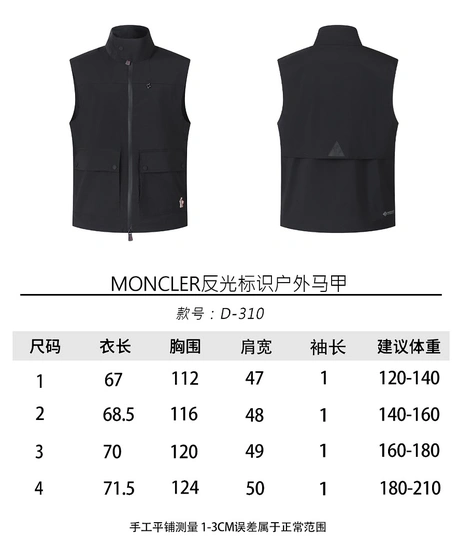 MONCLER反光标识户外马甲
款号：D-310
尺码 衣长 胸围 肩宽 袖长 建议体重
1 67 112 47 1 120-140
2 68.5 116 48 1 140-160
3 70 120 49 1 160-180
4 71.5 124 50 1 180-210
手工平铺测量 1-3CM误差属于正常范围